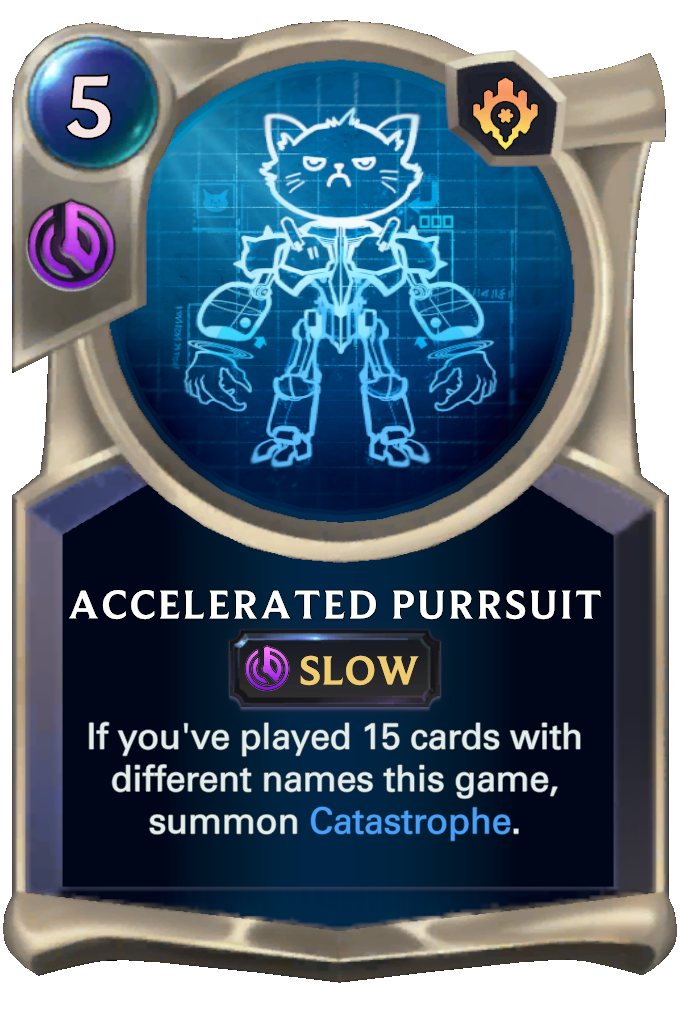 5
ACCELERATED PURRSUIT
SLOW
If you've played 15 cards with
different names this game,
summon Catastrophe.